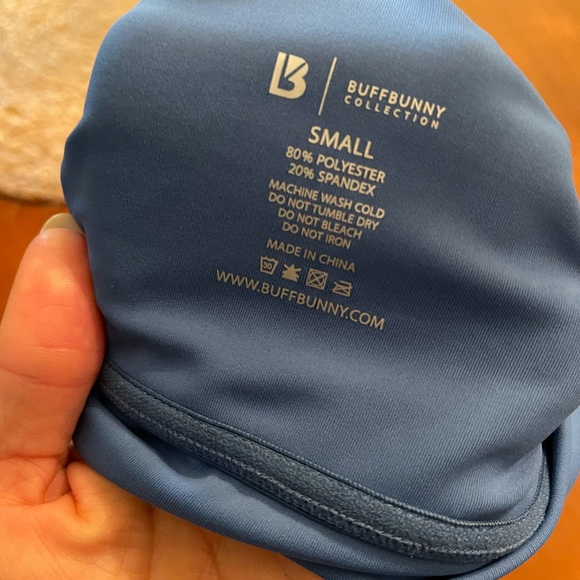 B
BUFFBUNNY
COLLECTION
SMALL
80% POLYESTER
20% SPANDEX
MACHINE WASH COLD
DO NOT TUMBLE DRY
DO NOT BLEACH
DO NOT IRON
MADE IN CHINA
30
WWW.BUFFBUNNY.COM